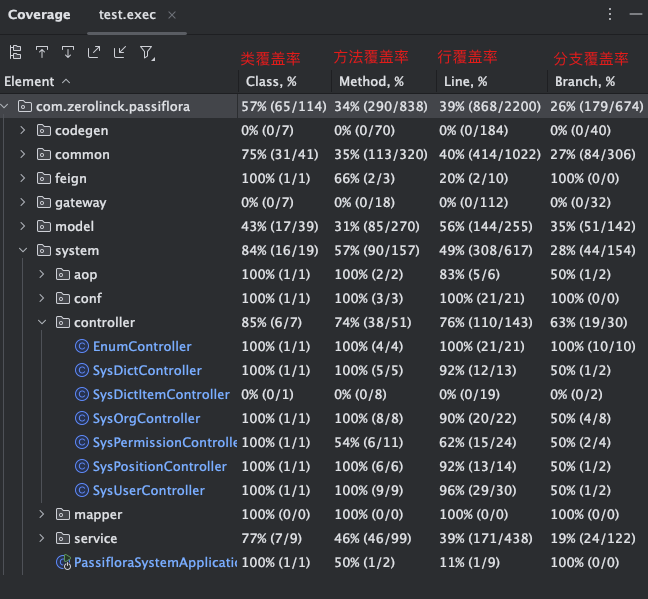 Coverage test.exec
类覆盖率 方法覆盖率 行覆盖率 分支覆盖率
Element Class, % Method, % Line, % Branch, %
com.zerolinck.passiflora 57% (65/114) 34% (290/838) 39% (868/2200) 26% (179/674)
codegen 0% (0/7) 0% (0/70) 0% (0/184) 0% (0/40)
common 75% (31/41) 35% (113/320) 40% (414/1022) 27% (84/306)
feign 100% (1/1) 66% (2/3) 20% (2/10) 100% (0/0)
gateway 0% (0/7) 0% (0/18) 0% (0/112) 0% (0/32)
model 43% (17/39) 31% (85/270) 56% (144/255) 35% (51/142)
system 84% (16/19) 57% (90/157) 49% (308/617) 28% (44/154)
aop 100% (1/1) 100% (2/2) 83% (5/6) 50% (1/2)
conf 100% (1/1) 100% (3/3) 100% (21/21) 100% (0/0)
controller 85% (6/7) 74% (38/51) 76% (110/143) 63% (19/30)
EnumController 100% (1/1) 100% (4/4) 100% (21/21) 100% (10/10)
SysDictController 100% (1/1) 100% (5/5) 92% (12/13) 50% (1/2)
SysDictItemController 0% (0/1) 0% (0/8) 0% (0/19) 0% (0/2)
SysOrgController 100% (1/1) 100% (8/8) 90% (20/22) 50% (4/8)
SysPermissionControlle 100% (1/1) 54% (6/11) 62% (15/24) 50% (2/4)
SysPositionController 100% (1/1) 100% (6/6) 92% (13/14) 50% (1/2)
SysUserController 100% (1/1) 100% (9/9) 96% (29/30) 50% (1/2)
mapper 100% (0/0) 100% (0/0) 100% (0/0) 100% (0/0)
service 77% (7/9) 46% (46/99) 39% (171/438) 19% (24/122)
PassifloraSystemApplicati 100% (1/1) 50% (1/2) 11% (1/9) 100% (0/0)